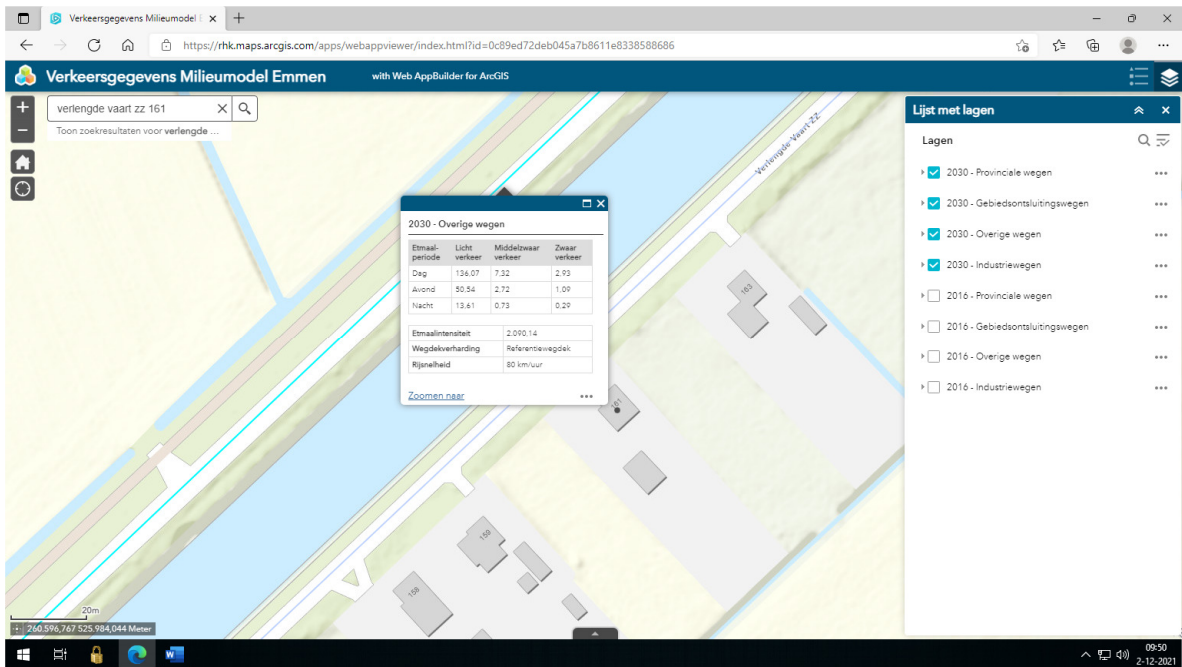 Verkeersgegevens Milieumodel E
https://rhk.maps.arcgis.com/apps/webappviewer/index.html?id=0c89ed72deb045a7b8611e8338588686
Verkeersgegevens Milieumodel Emmen with Web AppBuilder for ArcGIS
verlengde vaart zz 161
Toon zoekresultaten voor verlengde ...
Verlengde-Vaart-ZZ
2030 - Overige wegen
Etmaal-periode Licht verkeer Middelzwaar verkeer Zwaar verkeer
Dag 136,07 7,32 2,93
Avond 50,54 2,72 1,09
Nacht 13,61 0,73 0,29
Etmaalintensiteit 2.090,14
Wegdekverharding Referentiewegdek
Rijsnelheid 80 km/uur
Zoomen naar
163
161
159
158
20m
260.596,767 525.984,044 Meter
Lijst met lagen
Lagen
2030 - Provinciale wegen
2030 - Gebiedsontsluitingswegen
2030 - Overige wegen
2030 - Industriewegen
2016 - Provinciale wegen
2016 - Gebiedsontsluitingswegen
2016 - Overige wegen
2016 - Industriewegen
09:50
2-12-2021